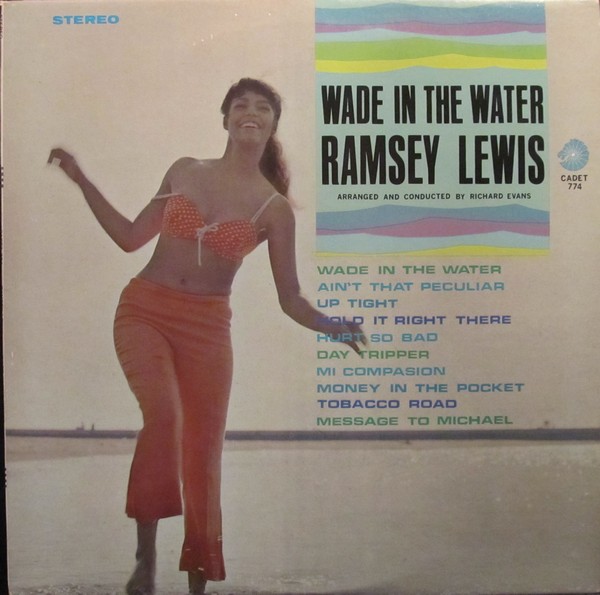 STEREO
WADE IN THE WATER
RAMSEY LEWIS
ARRANGED AND CONDUCTED BY RICHARD EVANS
CADET
774
WADE IN THE WATER
AIN'T THAT PECULIAR
UP TIGHT
HOLD IT RIGHT THERE
HURT SO BAD
DAY TRIPPER
MI COMPASION
MONEY IN THE POCKET
TOBACCO ROAD
MESSAGE TO MICHAEL